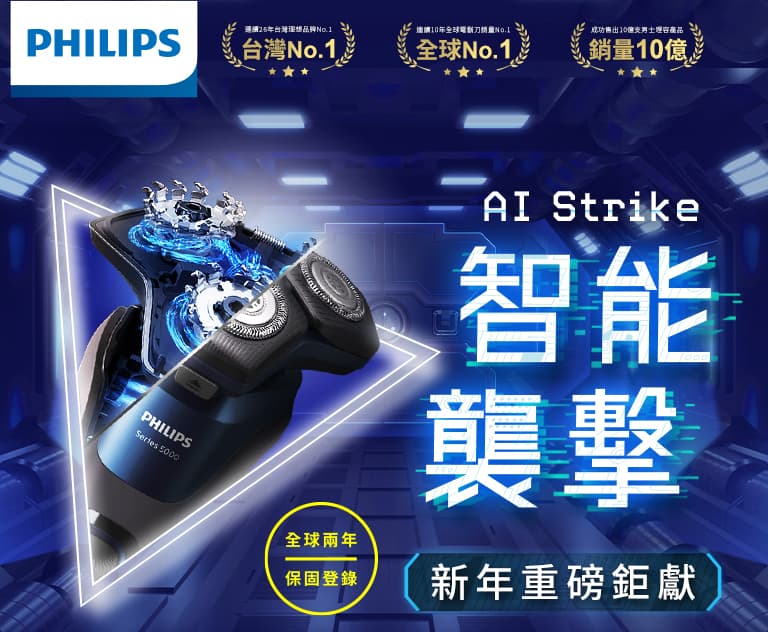 PHILIPS
連續26年台灣理想品牌No.1
台灣No.1
連續10年全球電鬍刀銷量No.1
全球No.1
成功售出10億支男士理容產品
銷量10億
AI Strike
智能
襲擊
PHILIPS
Series 5000
全球兩年
保固登錄
新年重磅鉅獻